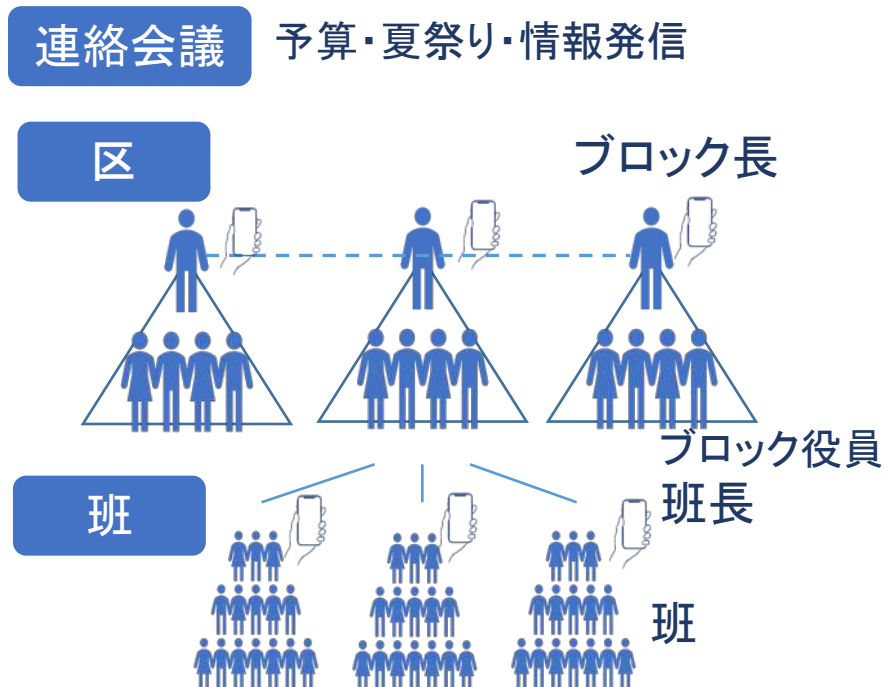 連絡会議 予算・夏祭り・情報発信
区
ブロック長
ブロック役員
班長
班
班